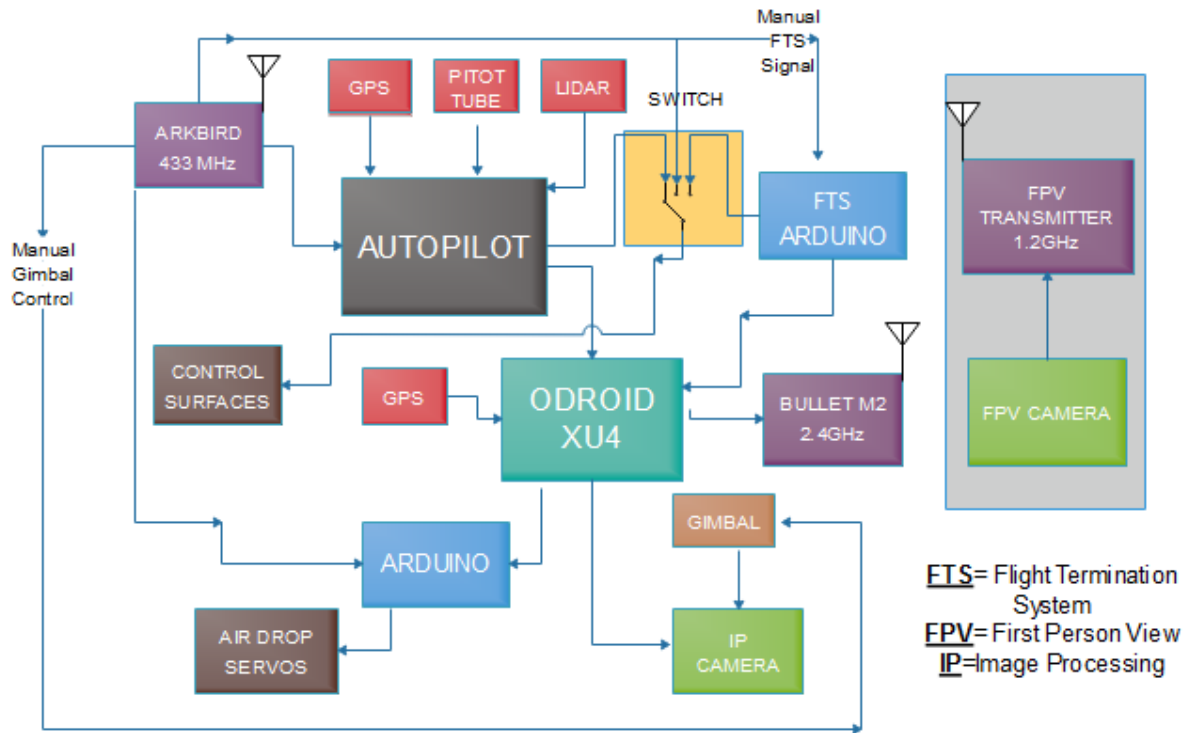 Manual
FTS
Signal
GPS
PITOT
TUBE
LIDAR
SWITCH
ARKBIRD
433 MHz
FTS
ARDUINO
FPV
TRANSMITTER
1.2GHz
AUTOPILOT
Manual
Gimbal
Control
CONTROL
SURFACES
GPS
ODROID
XU4
BULLET M2
2.4GHz
FPV CAMERA
GIMBAL
ARDUINO
AIR DROP
SERVOS
IP
CAMERA
FTS= Flight Termination
System
FPV= First Person View
IP=Image Processing